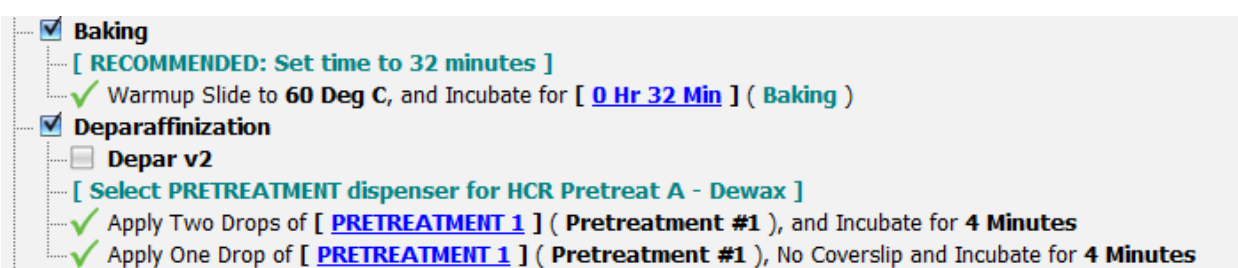 Baking
[ RECOMMENDED: Set time to 32 minutes ]
Warmup Slide to 60 Deg C, and Incubate for [ 0 Hr 32 Min ] ( Baking )
Deparaffinization
Depar v2
[ Select PRETREATMENT dispenser for HCR Pretreat A - Dewax ]
Apply Two Drops of [ PRETREATMENT 1 ] ( Pretreatment #1 ), and Incubate for 4 Minutes
Apply One Drop of [ PRETREATMENT 1 ] ( Pretreatment #1 ), No Coverslip and Incubate for 4 Minutes